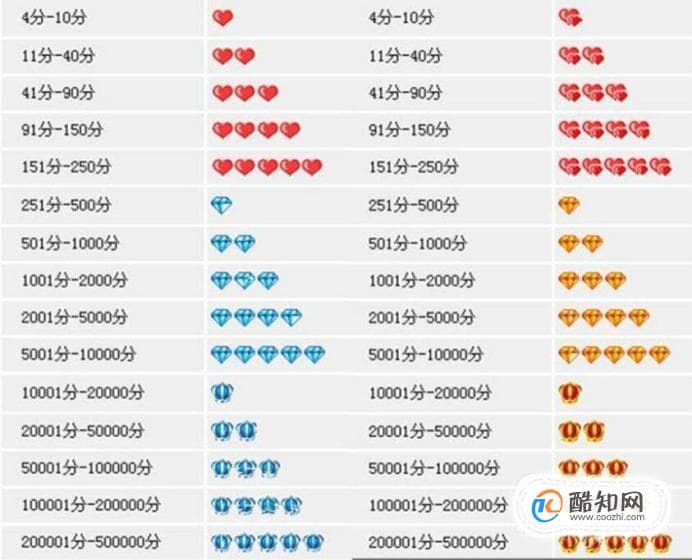 4分-10分 4分-10分
11分-40分 11分-40分
41分-90分 41分-90分
91分-150分 91分-150分
151分-250分 151分-250分
251分-500分 251分-500分
501分-1000分 501分-1000分
1001分-2000分 1001分-2000分
2001分-5000分 2001分-5000分
5001分-10000分 5001分-10000分
10001分-20000分 10001分-20000分
20001分-50000分 20001分-50000分
50001分-100000分 50001分-100000分
100001分-200000分 100001分-200000分
200001分-500000分 200001分-500000分
酷知网
www.coozhi.com